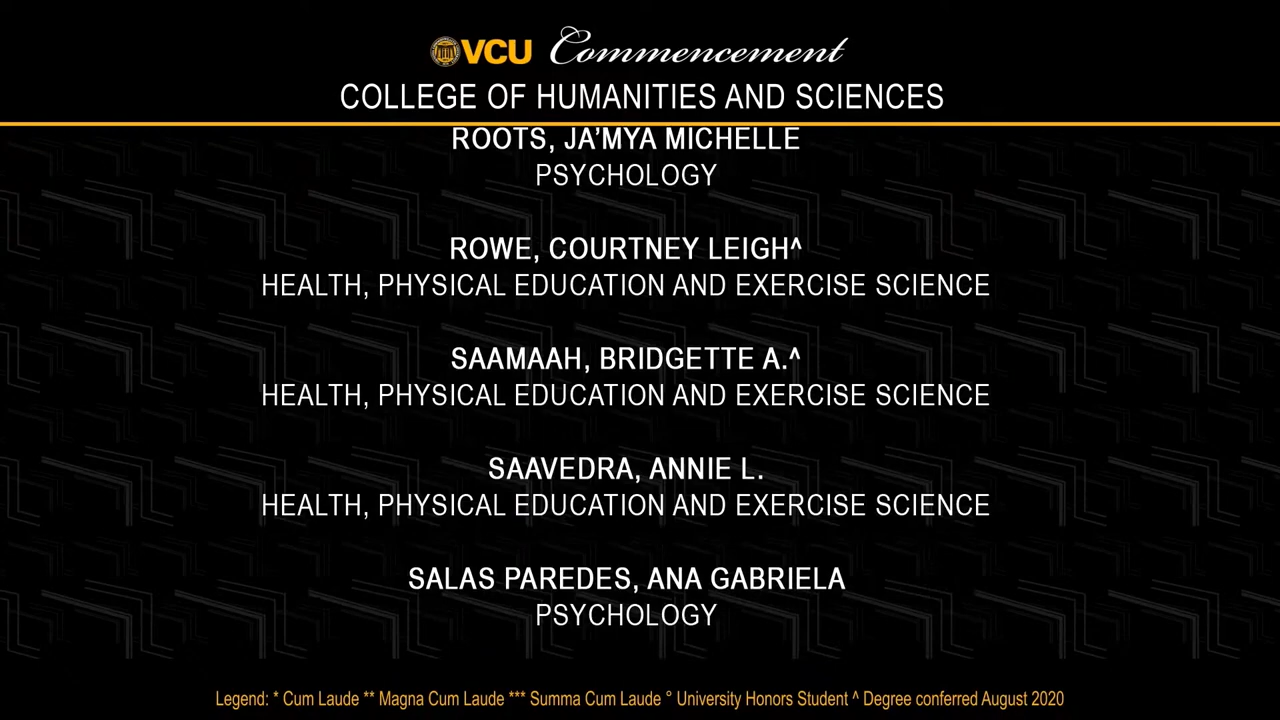 VCU Commencement
COLLEGE OF HUMANITIES AND SCIENCES
ROOTS, JA’MYA MICHELLE
PSYCHOLOGY
ROWE, COURTNEY LEIGH^
HEALTH, PHYSICAL EDUCATION AND EXERCISE SCIENCE
SAAMAAH, BRIDGETTE A.^
HEALTH, PHYSICAL EDUCATION AND EXERCISE SCIENCE
SAAVEDRA, ANNIE L.
HEALTH, PHYSICAL EDUCATION AND EXERCISE SCIENCE
SALAS PAREDES, ANA GABRIELA
PSYCHOLOGY
Legend: * Cum Laude ** Magna Cum Laude *** Summa Cum Laude ° University Honors Student ^ Degree conferred August 2020